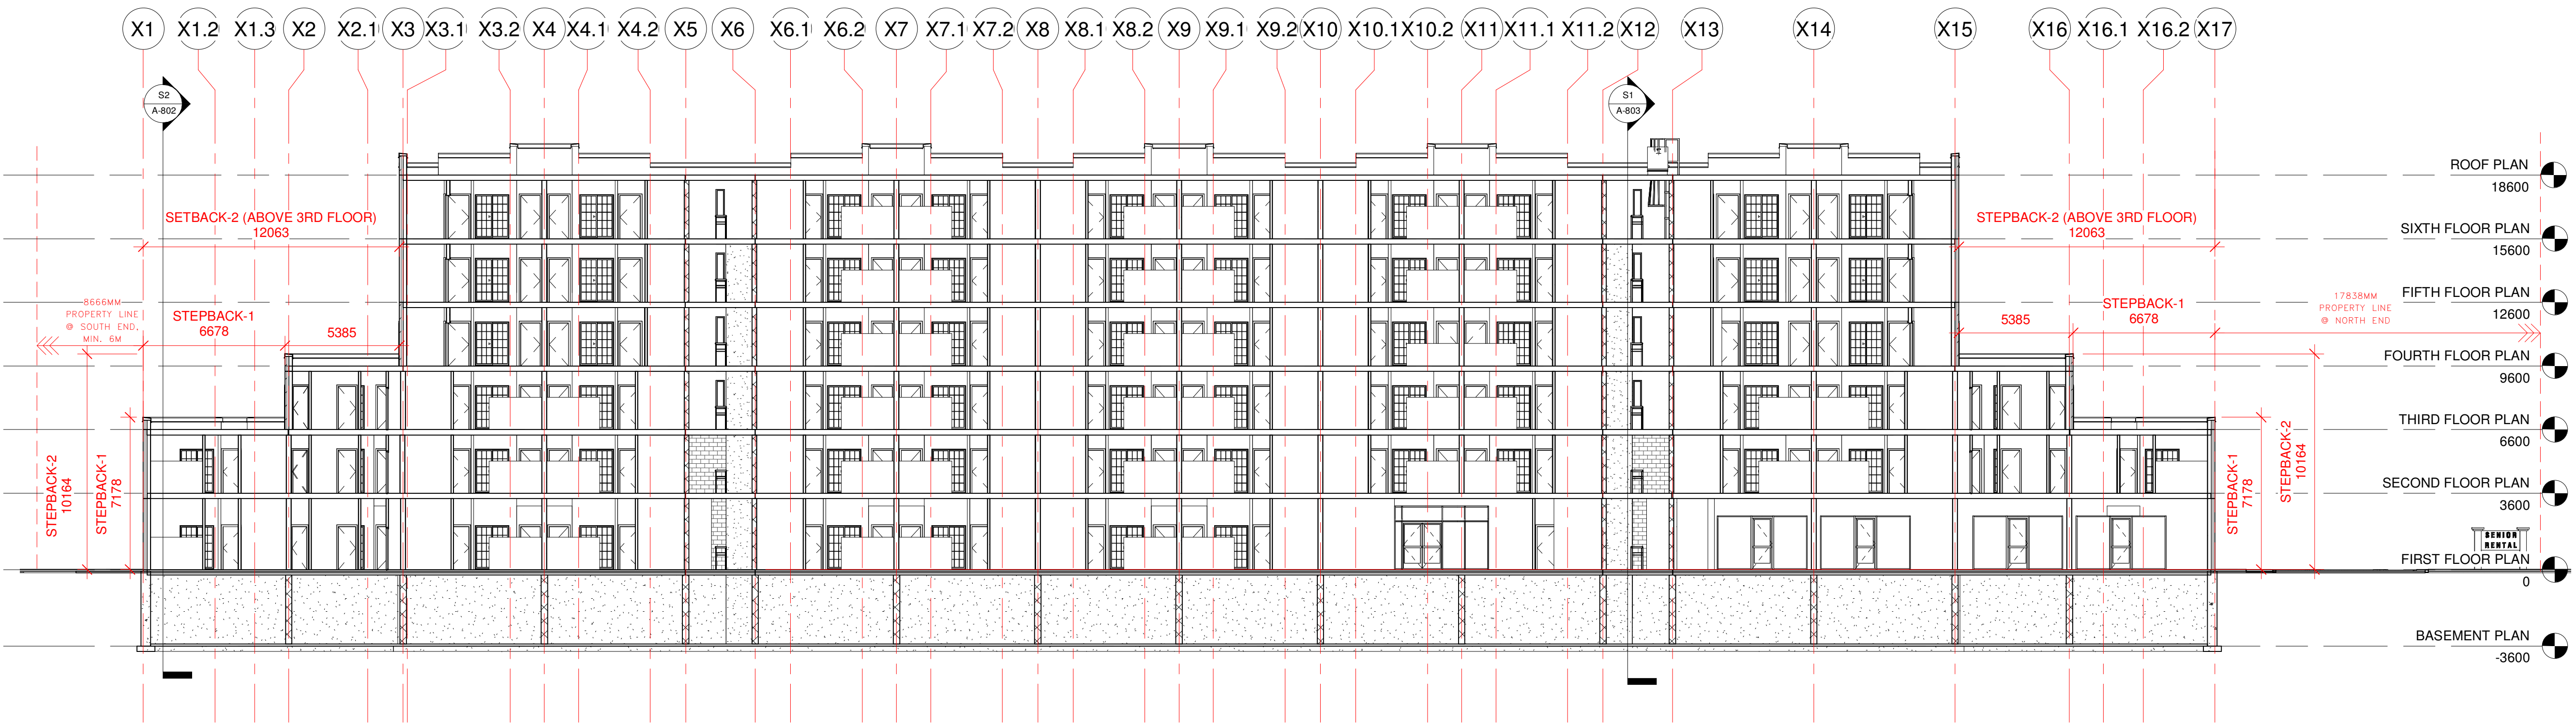 X1 X1.2 X1.3 X2 X2.1 X3 X3.1 X3.2 X4 X4.1 X4.2 X5 X6 X6.1 X6.2 X7 X7.1 X7.2 X8 X8.1 X8.2 X9 X9.1 X9.2 X10 X10.1 X10.2 X11 X11.1 X11.2 X12 X13 X14 X15 X16 X16.1 X16.2 X17
S2
A-802
S1
A-803
ROOF PLAN
18600
SETBACK-2 (ABOVE 3RD FLOOR)
12063
STEPBACK-2 (ABOVE 3RD FLOOR)
12063
SIXTH FLOOR PLAN
15600
8666MM
PROPERTY LINE
@ SOUTH END,
MIN. 6M
STEPBACK-1
6678
5385
5385
STEPBACK-1
6678
17838MM
PROPERTY LINE
@ NORTH END
FIFTH FLOOR PLAN
12600
FOURTH FLOOR PLAN
9600
THIRD FLOOR PLAN
6600
STEPBACK-2
10164
STEPBACK-1
7178
STEPBACK-1
7178
STEPBACK-2
10164
SECOND FLOOR PLAN
3600
SENIOR
RENTAL
FIRST FLOOR PLAN
0
BASEMENT PLAN
-3600